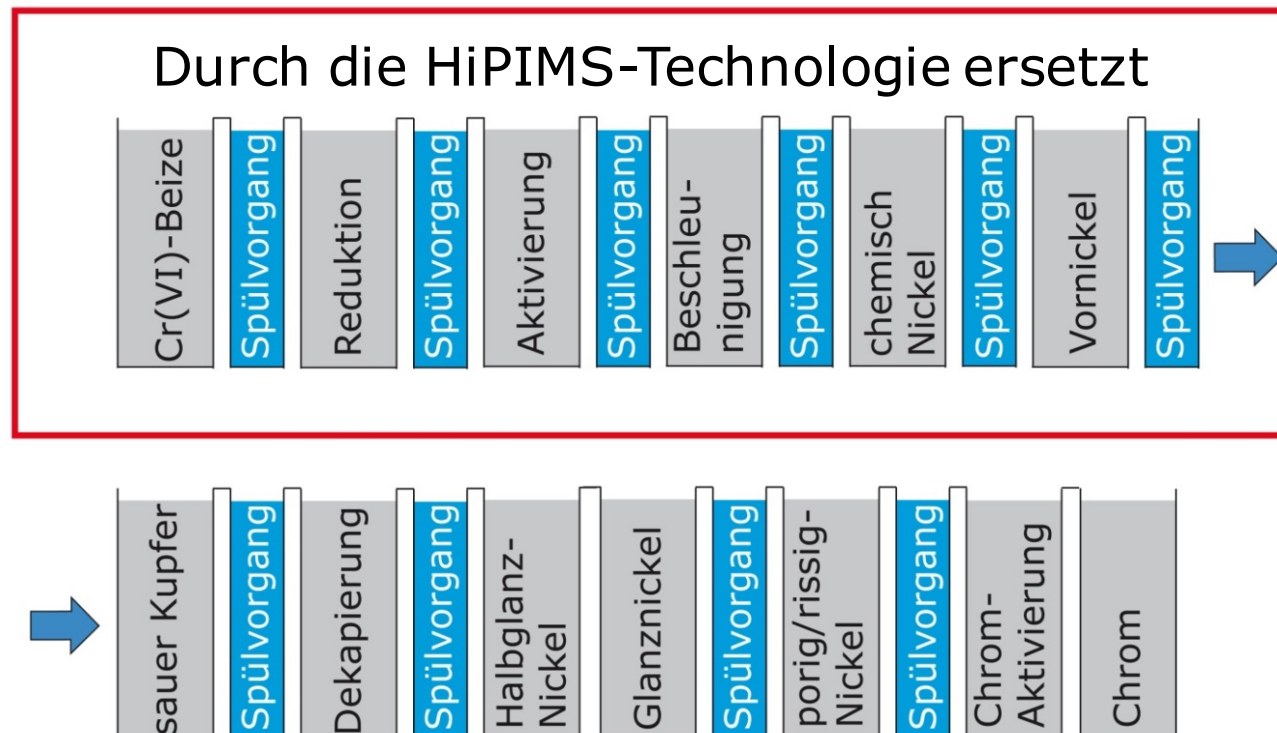 Durch die HiPIMS-Technologie ersetzt
Cr(VI)-Beize
Spülvorgang
Reduktion
Spülvorgang
Aktivierung
Spülvorgang
Beschleu-
nigung
Spülvorgang
chemisch
Nickel
Spülvorgang
Vornickel
Spülvorgang
sauer Kupfer
Spülvorgang
Dekapierung
Spülvorgang
Halbglanz-
Nickel
Glanznickel
Spülvorgang
porig/rissig-
Nickel
Spülvorgang
Chrom-
Aktivierung
Chrom